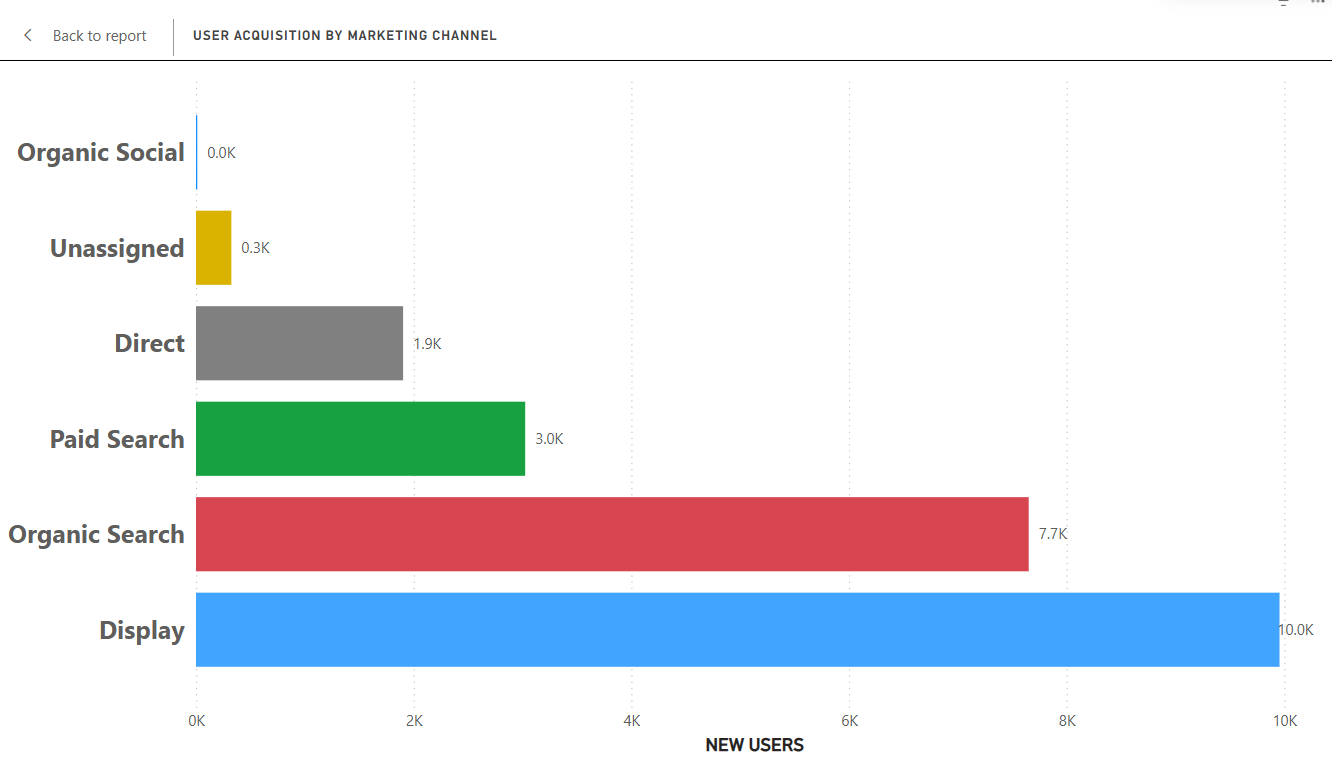 Back to report
USER ACQUISITION BY MARKETING CHANNEL
Organic Social 0.0K
Unassigned 0.3K
Direct 1.9K
Paid Search 3.0K
Organic Search 7.7K
Display 10.0K
0K 2K 4K 6K 8K 10K
NEW USERS